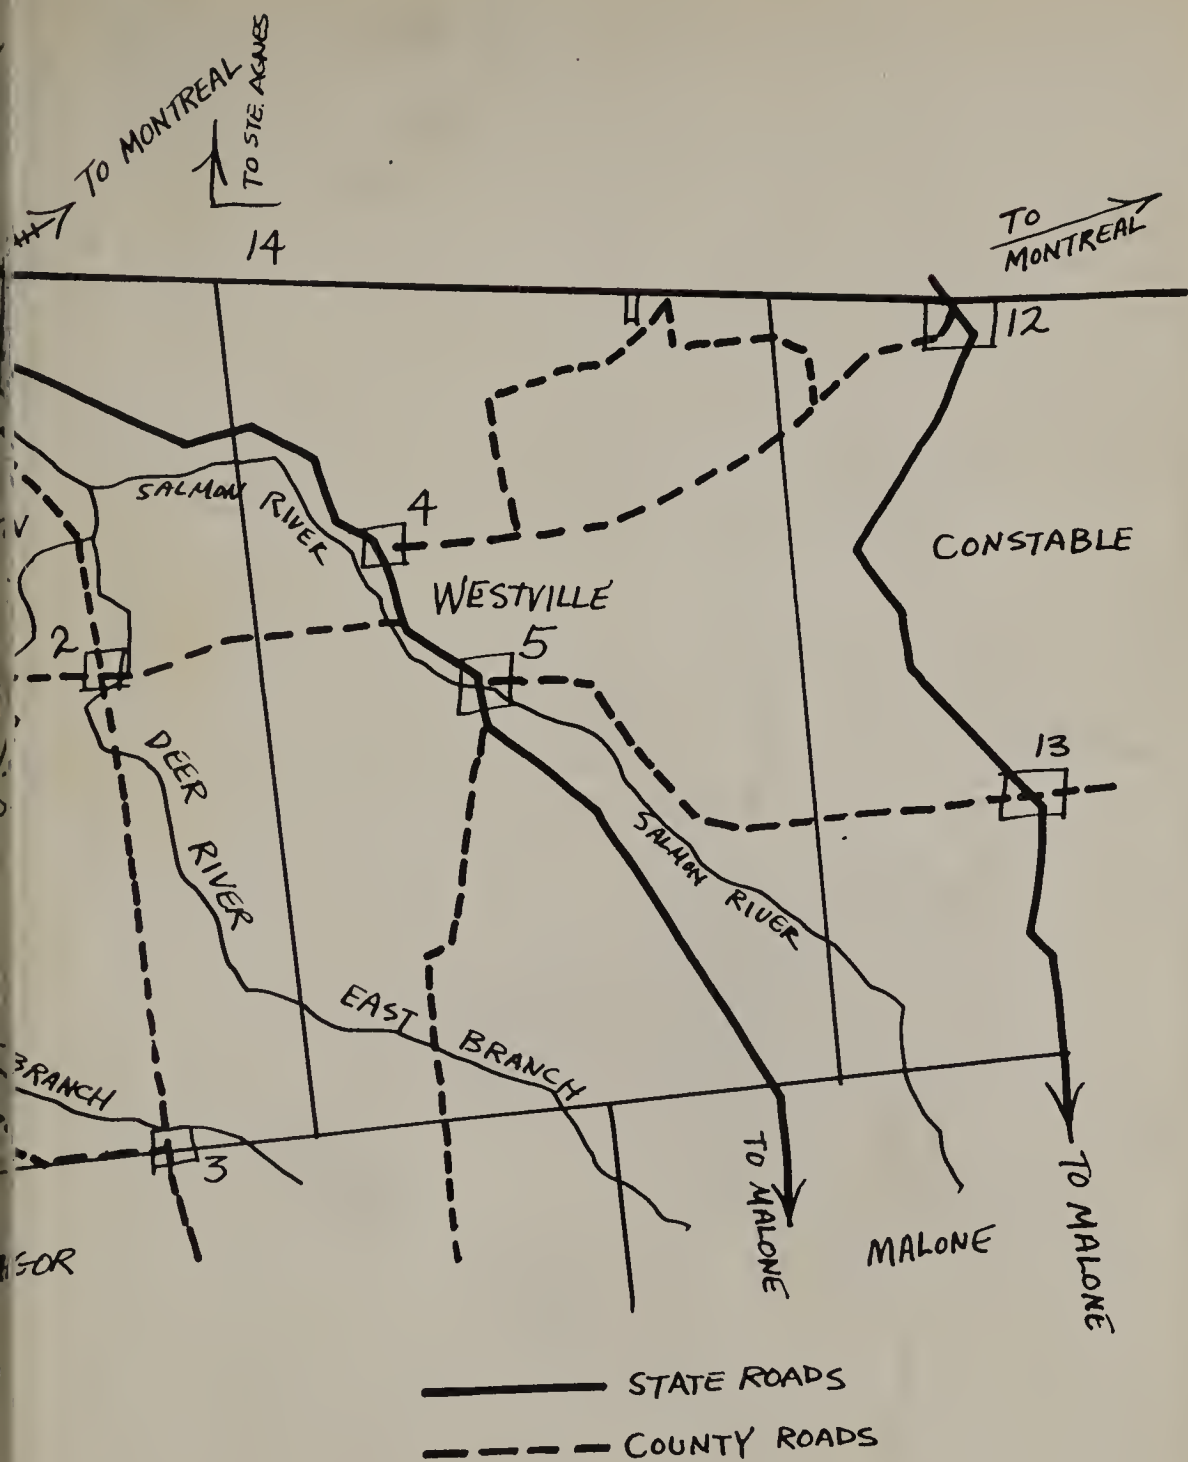 TO MONTREAL
TO STE. AGNES
14
TO
MONTREAL
12
SALMON RIVER
4
CONSTABLE
WESTVILLE
2
5
DEER
RIVER
13
SALMON RIVER
EAST BRANCH
BRANCH
3
TO MALONE
MALONE
TO MALONE
STATE ROADS
COUNTY ROADS